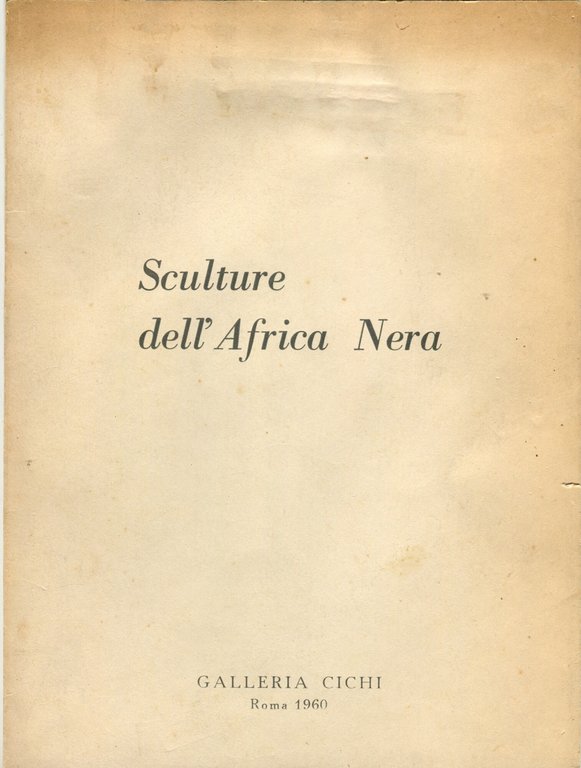 Sculture
dell'Africa Nera
GALLERIA CICHI
Roma 1960